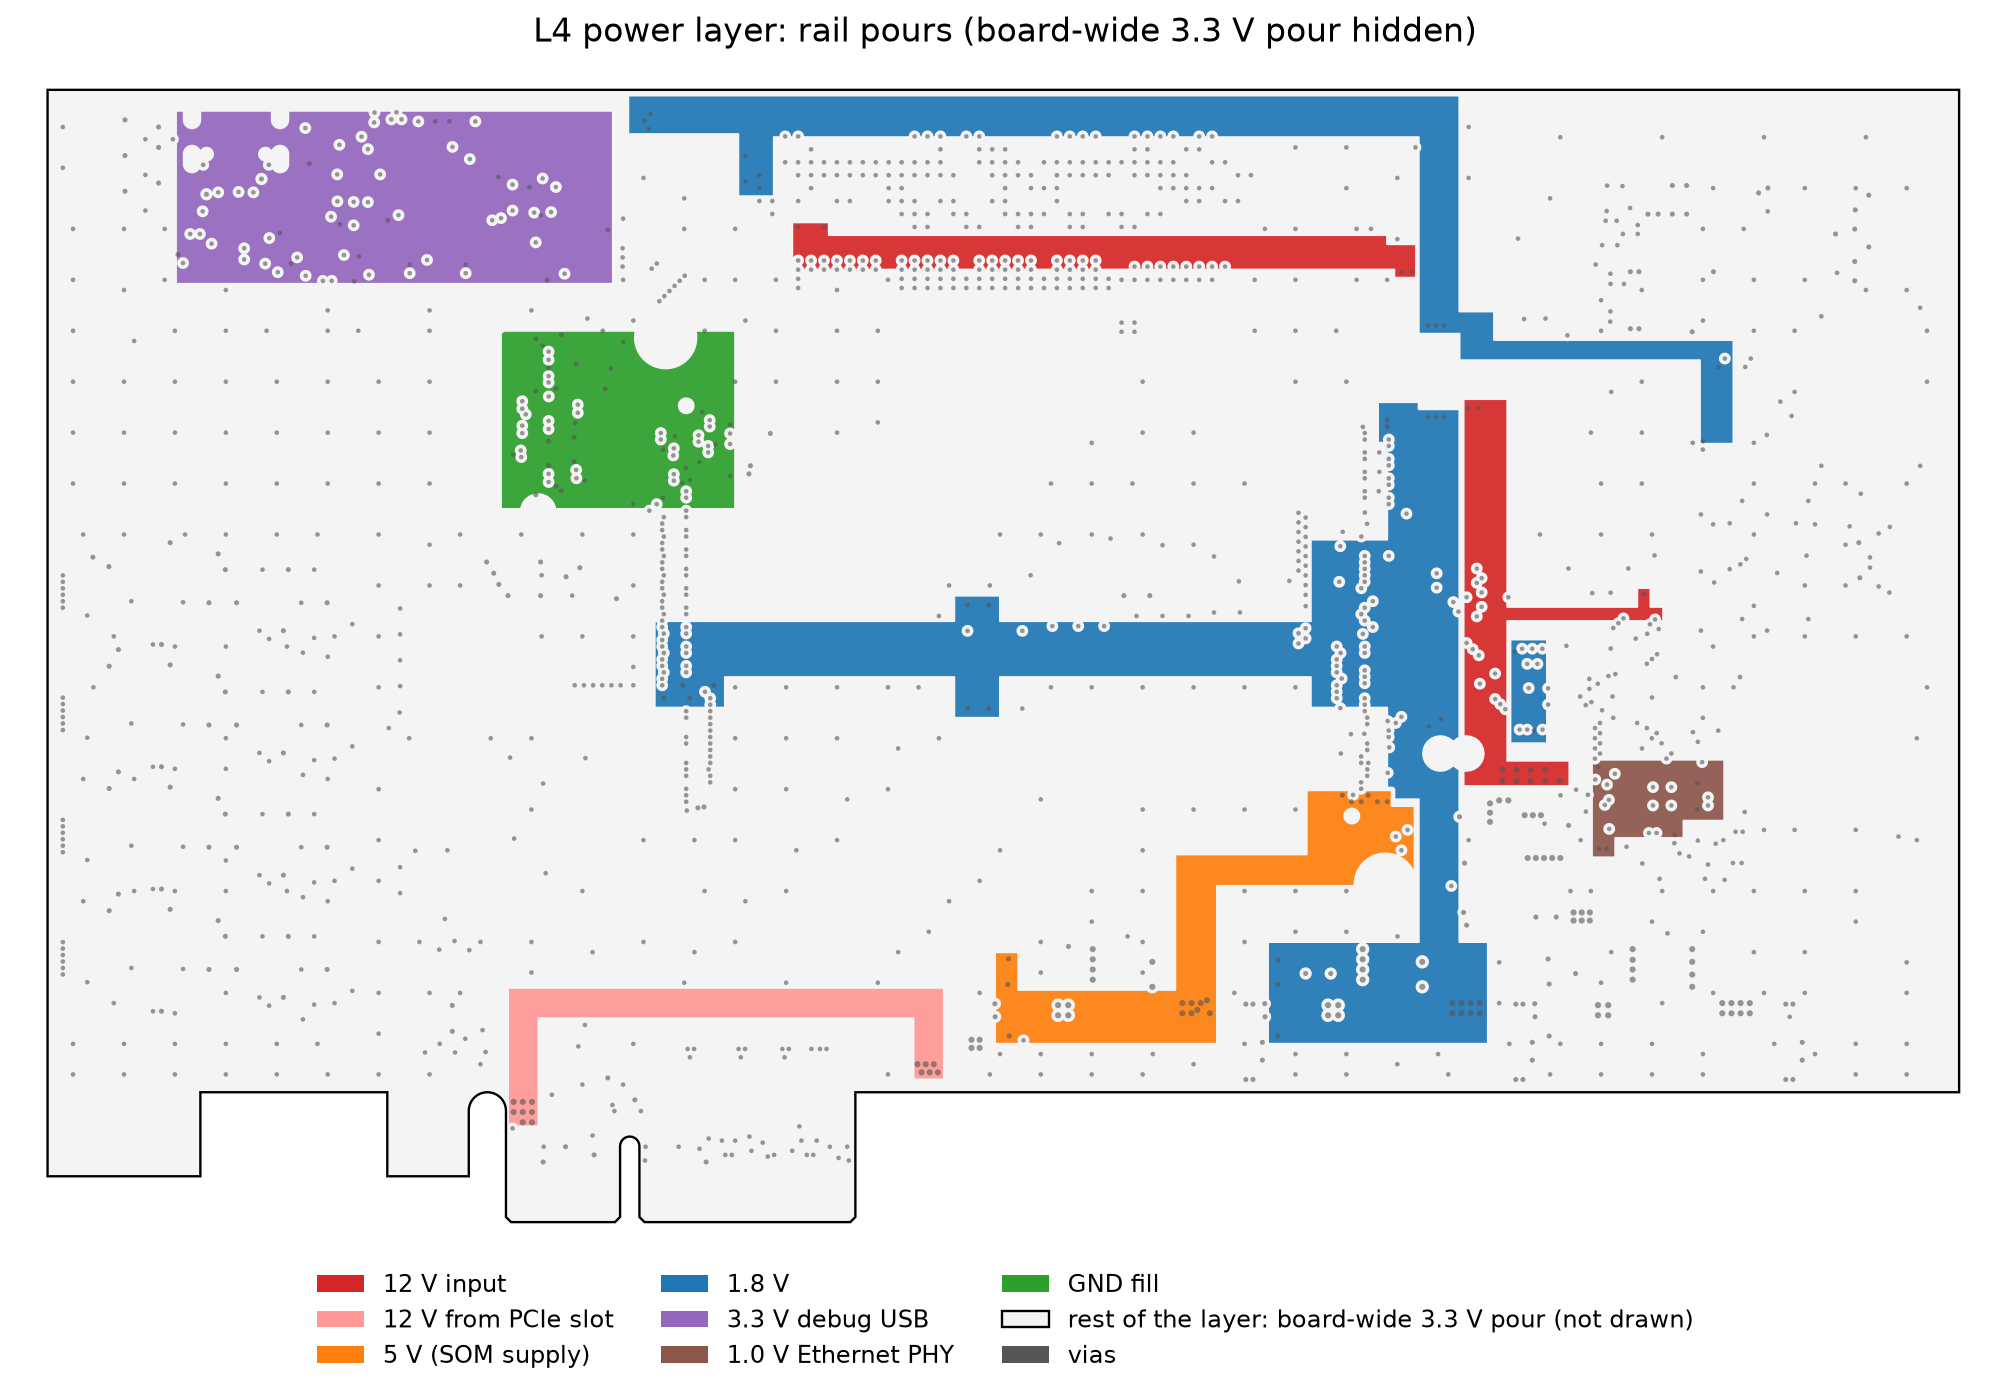 L4 power layer: rail pours (board-wide 3.3 V pour hidden)
12 V input
12 V from PCIe slot
5 V (SOM supply)
1.8 V
3.3 V debug USB
1.0 V Ethernet PHY
GND fill
rest of the layer: board-wide 3.3 V pour (not drawn)
vias